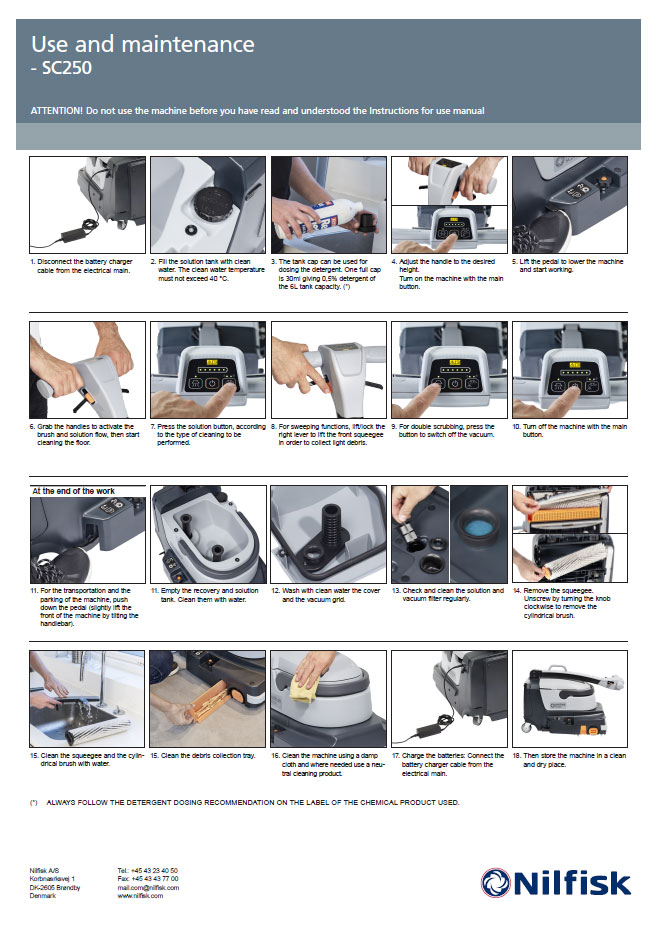 Use and maintenance
- SC250
ATTENTION! Do not use the machine before you have read and understood the Instructions for use manual
1. Disconnect the battery charger
cable from the electrical main.
2. Fill the solution tank with clean
water. The clean water temperature
must not exceed 40 °C.
3. The tank cap can be used for
dosing the detergent. One full cap
is 30ml giving 0,5% detergent of
the 6L tank capacity. (*)
4. Adjust the handle to the desired
height.
Turn on the machine with the main
button.
5. Lift the pedal to lower the machine
and start working.
6. Grab the handles to activate the
brush and solution flow, then start
cleaning the floor.
7. Press the solution button, according
to the type of cleaning to be
performed.
8. For sweeping functions, lift/lock the
right lever to lift the front squeegee
in order to collect light debris.
9. For double scrubbing, press the
button to switch off the vacuum.
10. Turn off the machine with the main
button.
At the end of the work
11. For the transportation and the
parking of the machine, push
down the pedal (slightly lift the
front of the machine by tilting the
handlebar).
11. Empty the recovery and solution
tank. Clean them with water.
12. Wash with clean water the cover
and the vacuum grid.
13. Check and clean the solution and
vacuum filter regularly.
14. Remove the squeegee.
Unscrew by turning the knob
clockwise to remove the
cylindrical brush.
15. Clean the squeegee and the cylin-
drical brush with water.
15. Clean the debris collection tray.
16. Clean the machine using a damp
cloth and where needed use a neu-
tral cleaning product.
17. Charge the batteries: Connect the
battery charger cable from the
electrical main.
18. Then store the machine in a clean
and dry place.
(*) ALWAYS FOLLOW THE DETERGENT DOSING RECOMMENDATION ON THE LABEL OF THE CHEMICAL PRODUCT USED.
Nilfisk A/S
Kornmarksvej 1
DK-2605 Brøndby
Denmark
Tel.: +45 43 23 40 50
Fax: +45 43 43 77 00
mail.com@nilfisk.com
www.nilfisk.com
Nilfisk